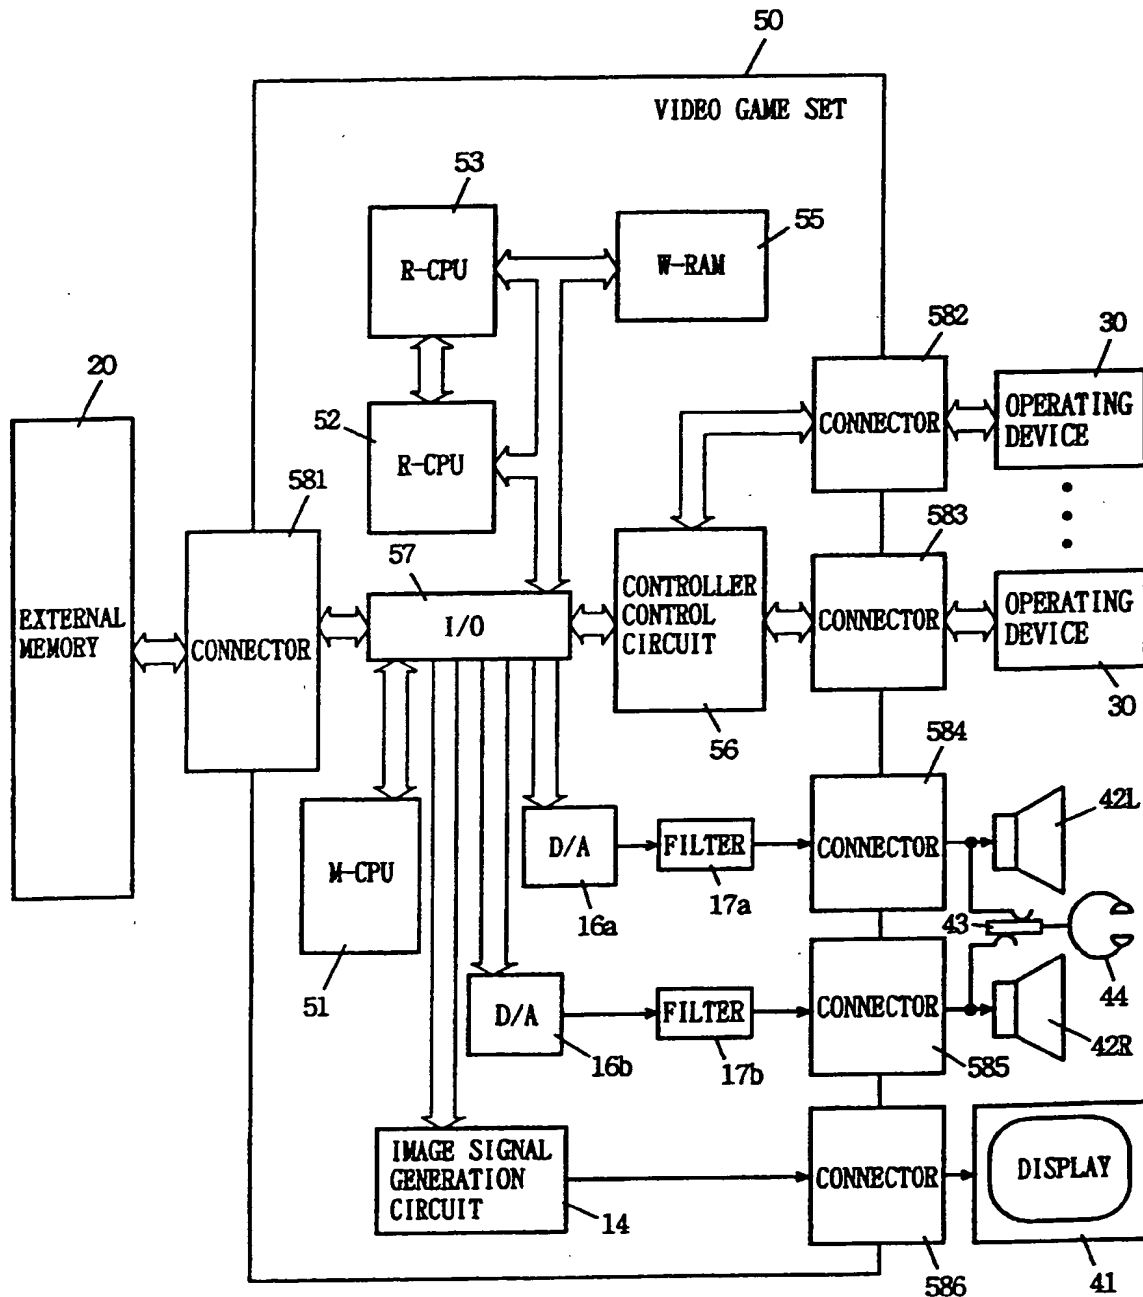 50
VIDEO GAME SET
53
R-CPU
55
W-RAM
582
CONNECTOR
30
OPERATING
DEVICE
20
EXTERNAL
MEMORY
52
R-CPU
581
CONNECTOR
57
I/O
CONTROLLER
CONTROL
CIRCUIT
56
583
CONNECTOR
OPERATING
DEVICE
30
M-CPU
51
D/A
16a
FILTER
17a
584
CONNECTOR
42L
43
44
D/A
16b
FILTER
17b
CONNECTOR
585
42R
IMAGE SIGNAL
GENERATION
CIRCUIT
14
CONNECTOR
586
DISPLAY
41